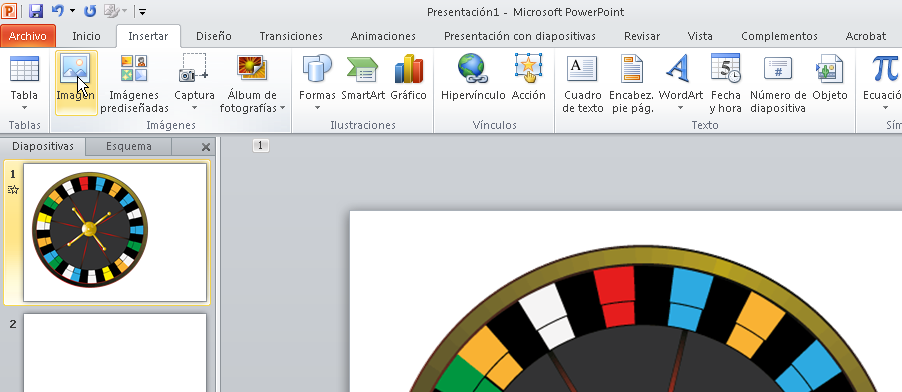 Presentación1 - Microsoft PowerPoint
Archivo Inicio Insertar Diseño Transiciones Animaciones Presentación con diapositivas Revisar Vista Complementos Acrobat
Tabla Imagen Imágenes prediseñadas Captura Álbum de fotografías Formas SmartArt Gráfico Hipervínculo Acción Cuadro de texto Encabez. pie pág. WordArt Fecha y hora Número de diapositiva Objeto Ecuació
Tablas Imágenes Ilustraciones Vínculos Texto Sím
Diapositivas Esquema
1
1
2